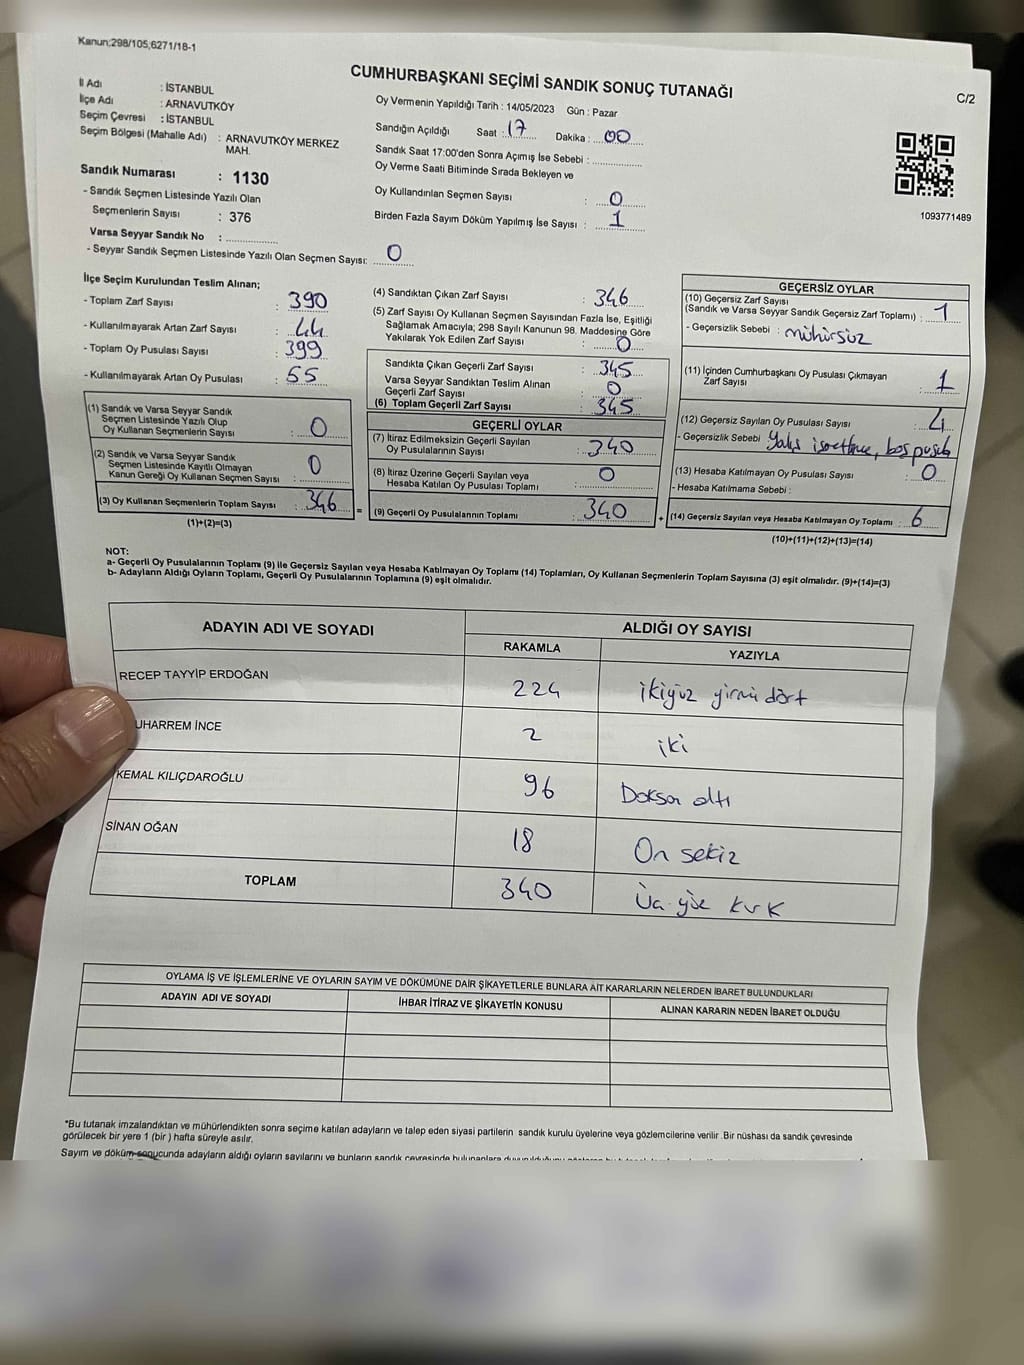 Kanun;298/105;6271/18-1
CUMHURBAŞKANI SEÇİMİ SANDIK SONUÇ TUTANAĞI
C/2
İl Adı : İSTANBUL
İlçe Adı : ARNAVUTKÖY
Seçim Çevresi : İSTANBUL
Seçim Bölgesi (Mahalle Adı) : ARNAVUTKÖY MERKEZ
MAH.
Sandık Numarası : 1130
- Sandık Seçmen Listesinde Yazılı Olan
Seçmenlerin Sayısı : 376
Varsa Seyyar Sandık No :
- Seyyar Sandık Seçmen Listesinde Yazılı Olan Seçmen Sayısı: 0
Oy Vermenin Yapıldığı Tarih : 14/05/2023 Gün : Pazar
Sandığın Açıldığı Saat : 17 Dakika : 00
Sandık Saat 17:00'den Sonra Açımış İse Sebebi :
Oy Verme Saati Bitiminde Sırada Bekleyen ve
Oy Kullandırılan Seçmen Sayısı : 0
Birden Fazla Sayım Döküm Yapılmış İse Sayısı : 1
1093771489
İlçe Seçim Kurulundan Teslim Alınan;
- Toplam Zarf Sayısı : 390
- Kullanılmayarak Artan Zarf Sayısı : 44
- Toplam Oy Pusulası Sayısı : 399
- Kullanılmayarak Artan Oy Pusulası : 55
(1) Sandık ve Varsa Seyyar Sandık
Seçmen Listesinde Yazılı Olup
Oy Kullanan Seçmenlerin Sayısı : 0
(2) Sandık ve Varsa Seyyar Sandık
Seçmen Listesinde Kayıtlı Olmayan
Kanun Gereği Oy Kullanan Seçmen Sayısı : 0
(3) Oy Kullanan Seçmenlerin Toplam Sayısı : 346
(1)+(2)=(3)
(4) Sandıktan Çıkan Zarf Sayısı : 346
(5) Zarf Sayısı Oy Kullanan Seçmen Sayısından Fazla İse, Eşitliği
Sağlamak Amacıyla; 298 Sayılı Kanunun 98. Maddesine Göre
Yakılarak Yok Edilen Zarf Sayısı : 0
Sandıkta Çıkan Geçerli Zarf Sayısı : 345
Varsa Seyyar Sandıktan Teslim Alınan
Geçerli Zarf Sayısı : 0
(6) Toplam Geçerli Zarf Sayısı : 345
GEÇERLİ OYLAR
(7) İtiraz Edilmeksizin Geçerli Sayılan
Oy Pusulalarının Sayısı : 340
(8) İtiraz Üzerine Geçerli Sayılan veya
Hesaba Katılan Oy Pusulası Toplamı : 0
= (9) Geçerli Oy Pusulalarının Toplamı : 340
GEÇERSİZ OYLAR
(10) Geçersiz Zarf Sayısı
(Sandık ve Varsa Seyyar Sandık Geçersiz Zarf Toplamı) : 1
- Geçersizlik Sebebi : mühürsüz
(11) İçinden Cumhurbaşkanı Oy Pusulası Çıkmayan
Zarf Sayısı : 1
(12) Geçersiz Sayılan Oy Pusulası Sayısı : 4
- Geçersizlik Sebebi boş pusula
(13) Hesaba Katılmayan Oy Pusulası Sayısı : 0
- Hesaba Katılmama Sebebi :
+ (14) Geçersiz Sayılan veya Hesaba Katılmayan Oy Toplamı : 6
(10)+(11)+(12)+(13)=(14)
NOT:
a- Geçerli Oy Pusulalarının Toplamı (9) ile Geçersiz Sayılan veya Hesaba Katılmayan Oy Toplamı (14) Toplamları, Oy Kullanan Seçmenlerin Toplam Sayısına (3) eşit olmalıdır. (9)+(14)=(3)
b- Adayların Aldığı Oyların Toplamı, Geçerli Oy Pusulalarının Toplamına (9) eşit olmalıdır.
ADAYIN ADI VE SOYADI
ALDIĞI OY SAYISI
RAKAMLA YAZIYLA
RECEP TAYYİP ERDOĞAN 224 ikiyüz yirmi dört
UHARREM İNCE 2 iki
KEMAL KILIÇDAROĞLU 96 Doksan altı
SİNAN OĞAN 18 On sekiz
TOPLAM 340 Üç yüz kırk
OYLAMA İŞ VE İŞLEMLERİNE VE OYLARIN SAYIM VE DÖKÜMÜNE DAİR ŞİKAYETLERLE BUNLARA AİT KARARLARIN NELERDEN İBARET BULUNDUKLARI
ADAYIN ADI VE SOYADI İHBAR İTİRAZ VE ŞİKAYETİN KONUSU ALINAN KARARIN NEDEN İBARET OLDUĞU
"Bu tutanak imzalandıktan ve mühürlendikten sonra seçime katılan adayların ve talep eden siyasi partilerin sandık kurulu üyelerine veya gözlemcilerine verilir .Bir nüshası da sandık çevresinde
görülecek bir yere 1 (bir ) hafta süreyle asılır.
Sayım ve döküm sonucunda adayların aldığı oyların sayılarını ve bunların sandık çevresinde bulunanlara